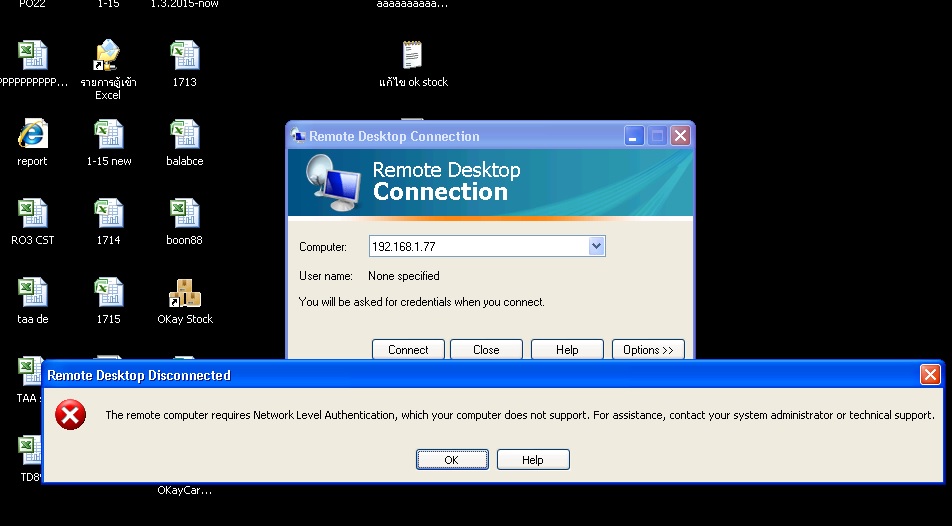 PO22
1-15
1.3.2015-now
aaaaaaaaaa...
PPPPPPPPPP...
รายการตู้เช้า
Excel
1713
แก้ไข ok stock
report
1-15 new
balabce
RO3 CST
1714
boon88
taa de
1715
OKay Stock
TAA
TD89
OKayCar...
Remote Desktop Connection
Remote Desktop
Connection
Computer:
192.168.1.77
User name:
None specified
You will be asked for credentials when you connect.
Connect
Close
Help
Options >>
Remote Desktop Disconnected
The remote computer requires Network Level Authentication, which your computer does not support. For assistance, contact your system administrator or technical support.
OK
Help